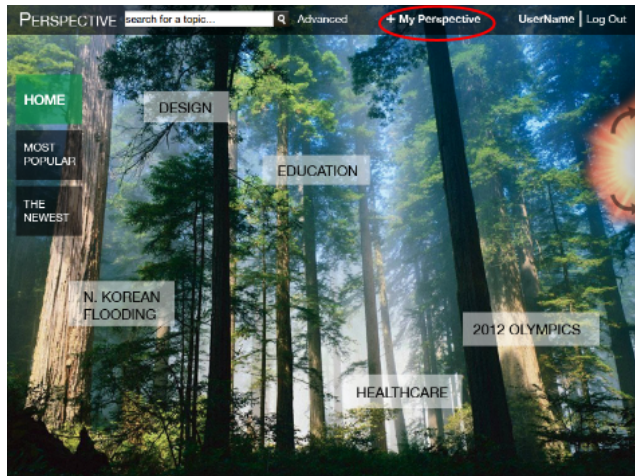 PERSPECTIVE search for a topic... Advanced + My Perspective UserName | Log Out
HOME
DESIGN
MOST
POPULAR
EDUCATION
THE
NEWEST
N. KOREAN
FLOODING
2012 OLYMPICS
HEALTHCARE